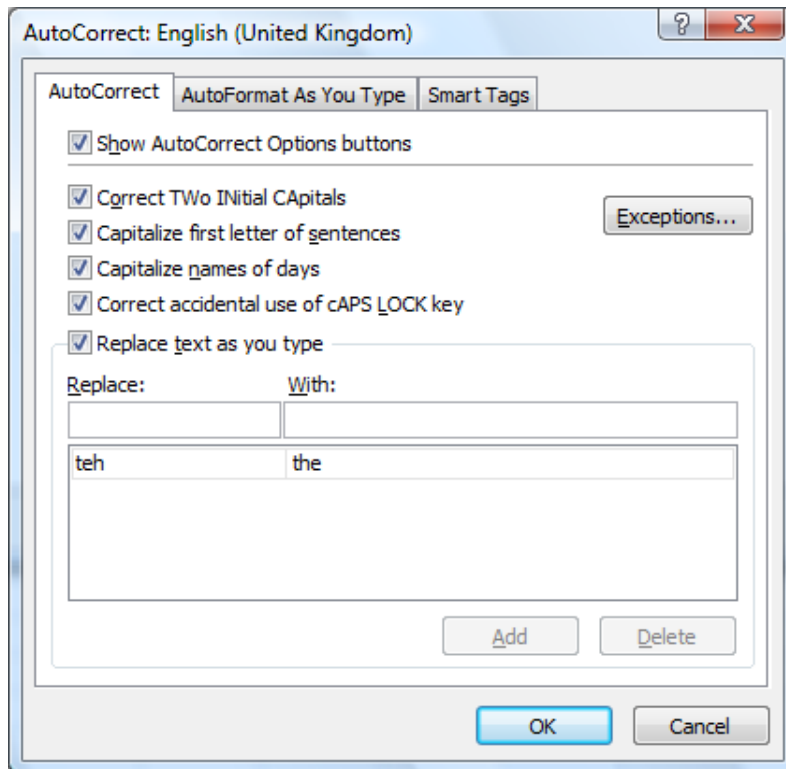 AutoCorrect: English (United Kingdom)
AutoCorrect AutoFormat As You Type Smart Tags
Show AutoCorrect Options buttons
Correct TWo INitial CApitals
Exceptions...
Capitalize first letter of sentences
Capitalize names of days
Correct accidental use of cAPS LOCK key
Replace text as you type
Replace: With:
teh the
Add Delete
OK Cancel